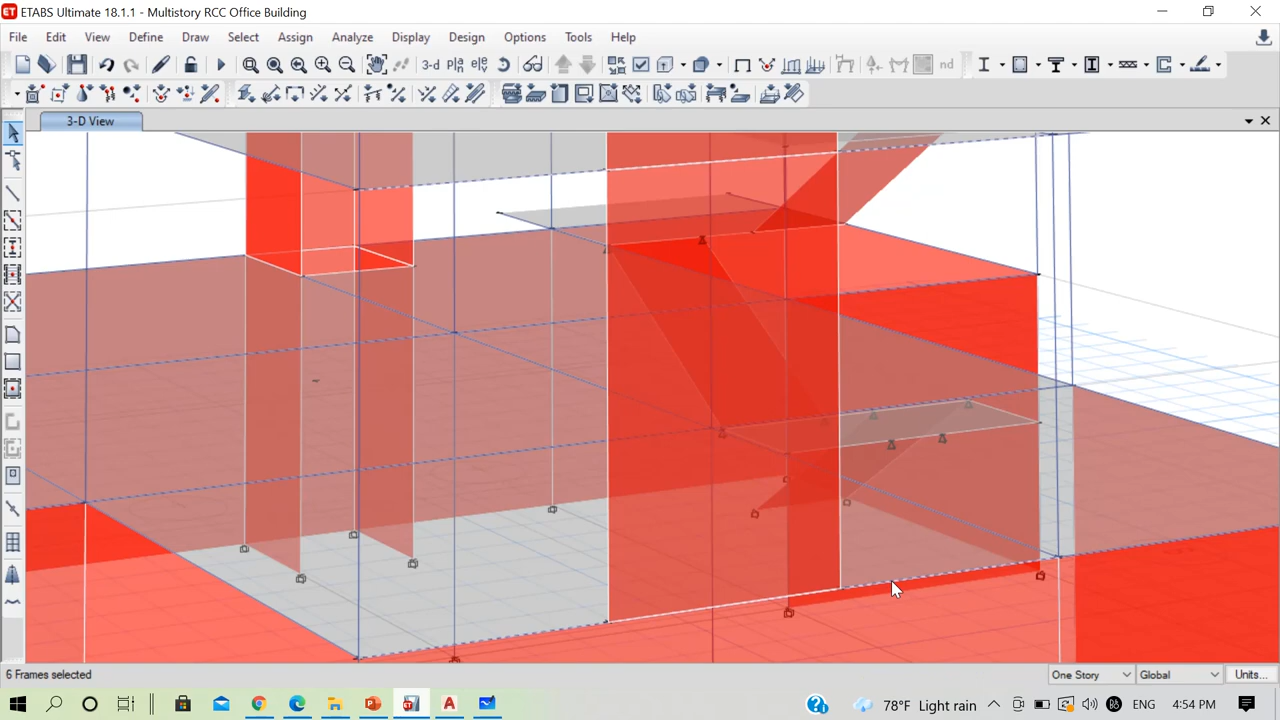 ETABS Ultimate 18.1.1 - Multistory RCC Office Building
File Edit View Define Draw Select Assign Analyze Display Design Options Tools Help
3-d nd
3-D View
6 Frames selected One Story Global Units...
78°F Light rain ENG 4:54 PM